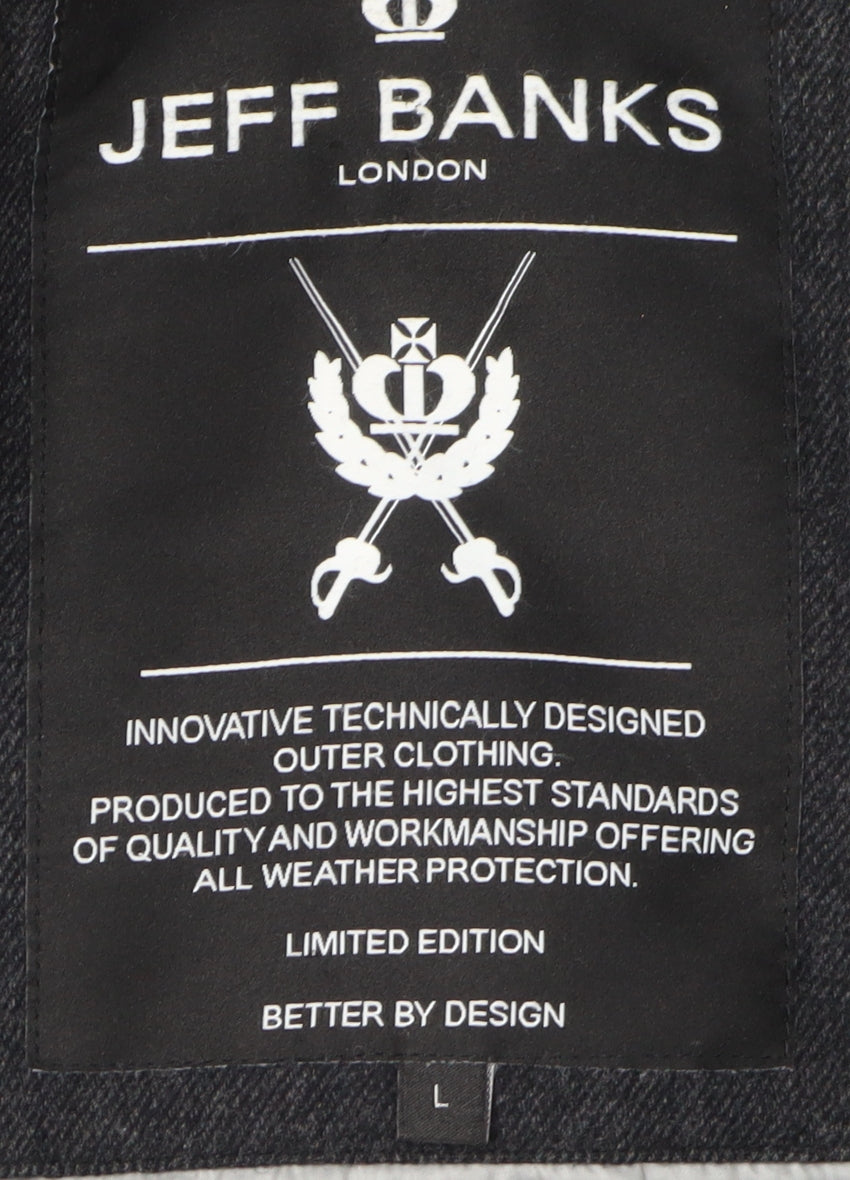 JEFF BANKS
LONDON
INNOVATIVE TECHNICALLY DESIGNED
OUTER CLOTHING.
PRODUCED TO THE HIGHEST STANDARDS
OF QUALITY AND WORKMANSHIP OFFERING
ALL WEATHER PROTECTION.
LIMITED EDITION
BETTER BY DESIGN
L